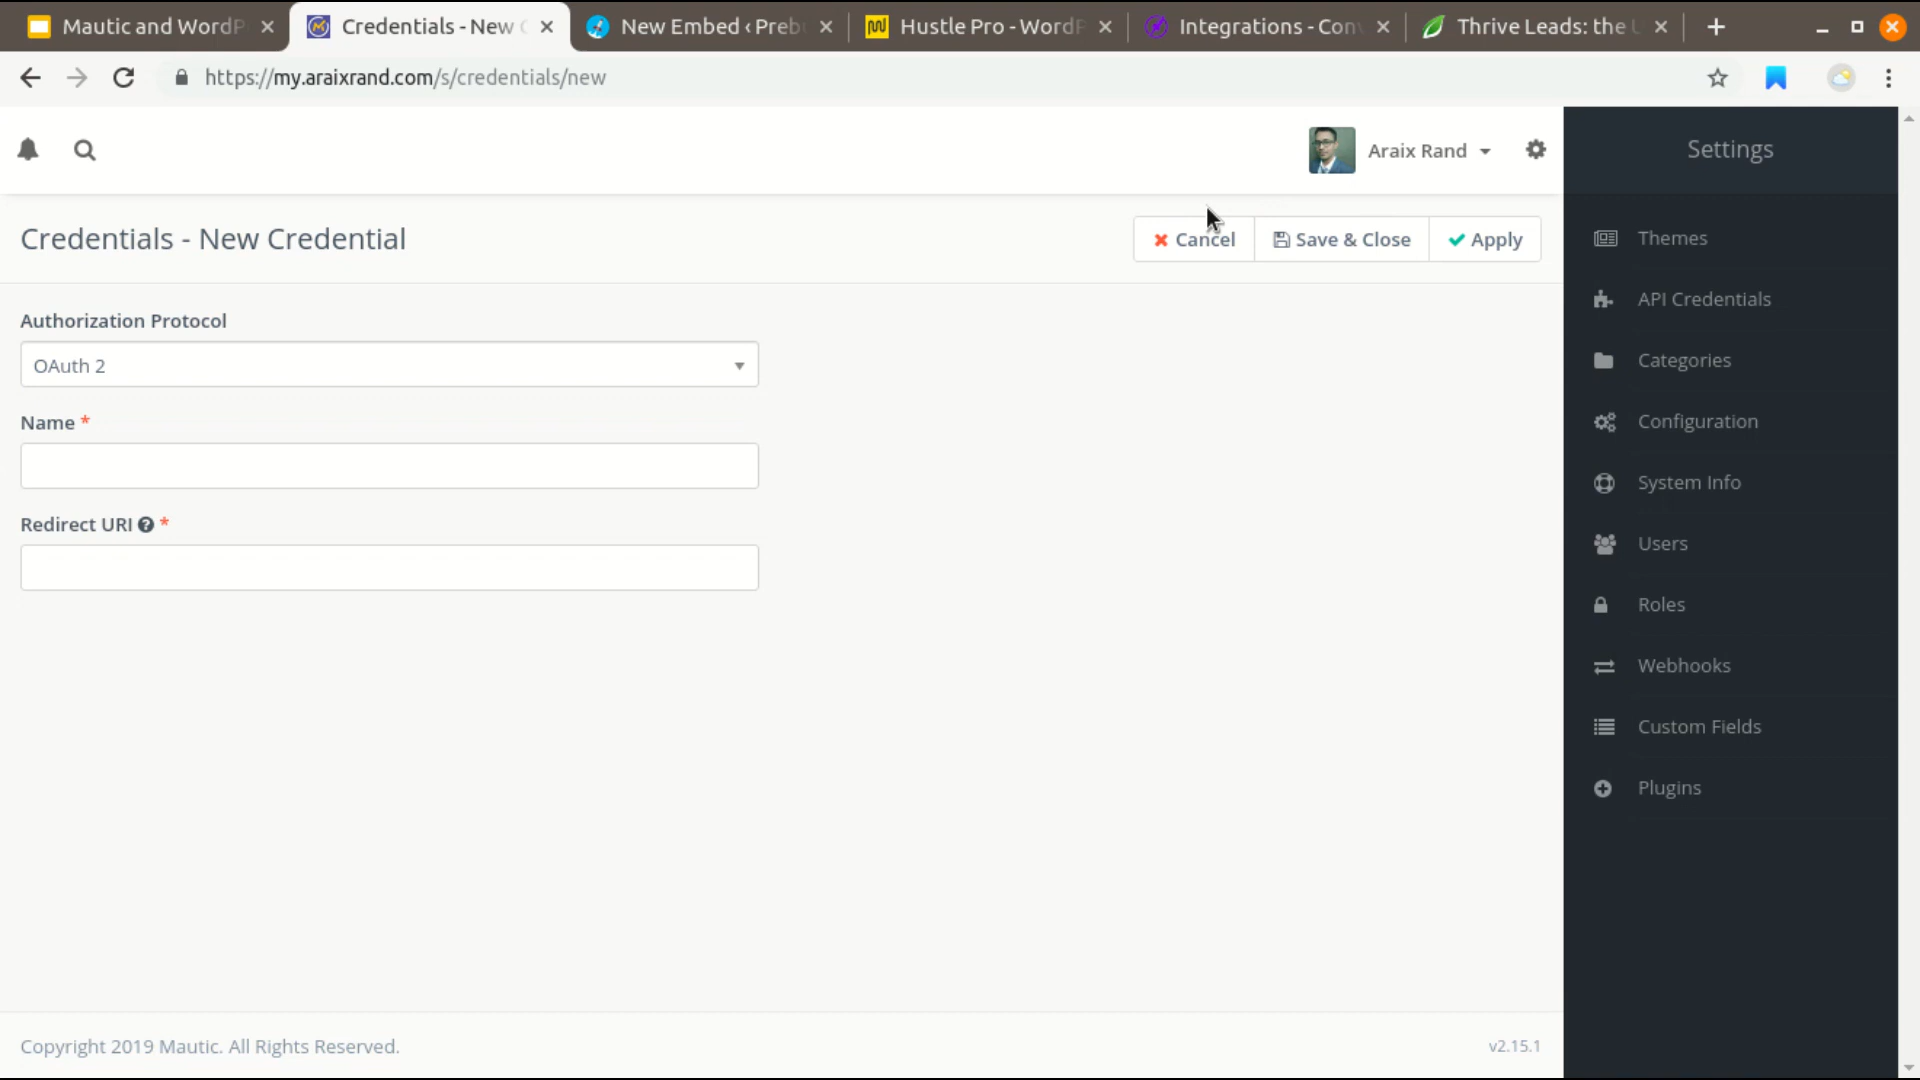 Mautic and WordP
Credentials - New C
New Embed ‹ Preb
Hustle Pro - WordP
Integrations - Con
Thrive Leads: the U
https://my.araixrand.com/s/credentials/new
Araix Rand
Settings
Credentials - New Credential
Cancel
Save & Close
Apply
Authorization Protocol
OAuth 2
Name *
Redirect URI *
Themes
API Credentials
Categories
Configuration
System Info
Users
Roles
Webhooks
Custom Fields
Plugins
Copyright 2019 Mautic. All Rights Reserved.
v2.15.1